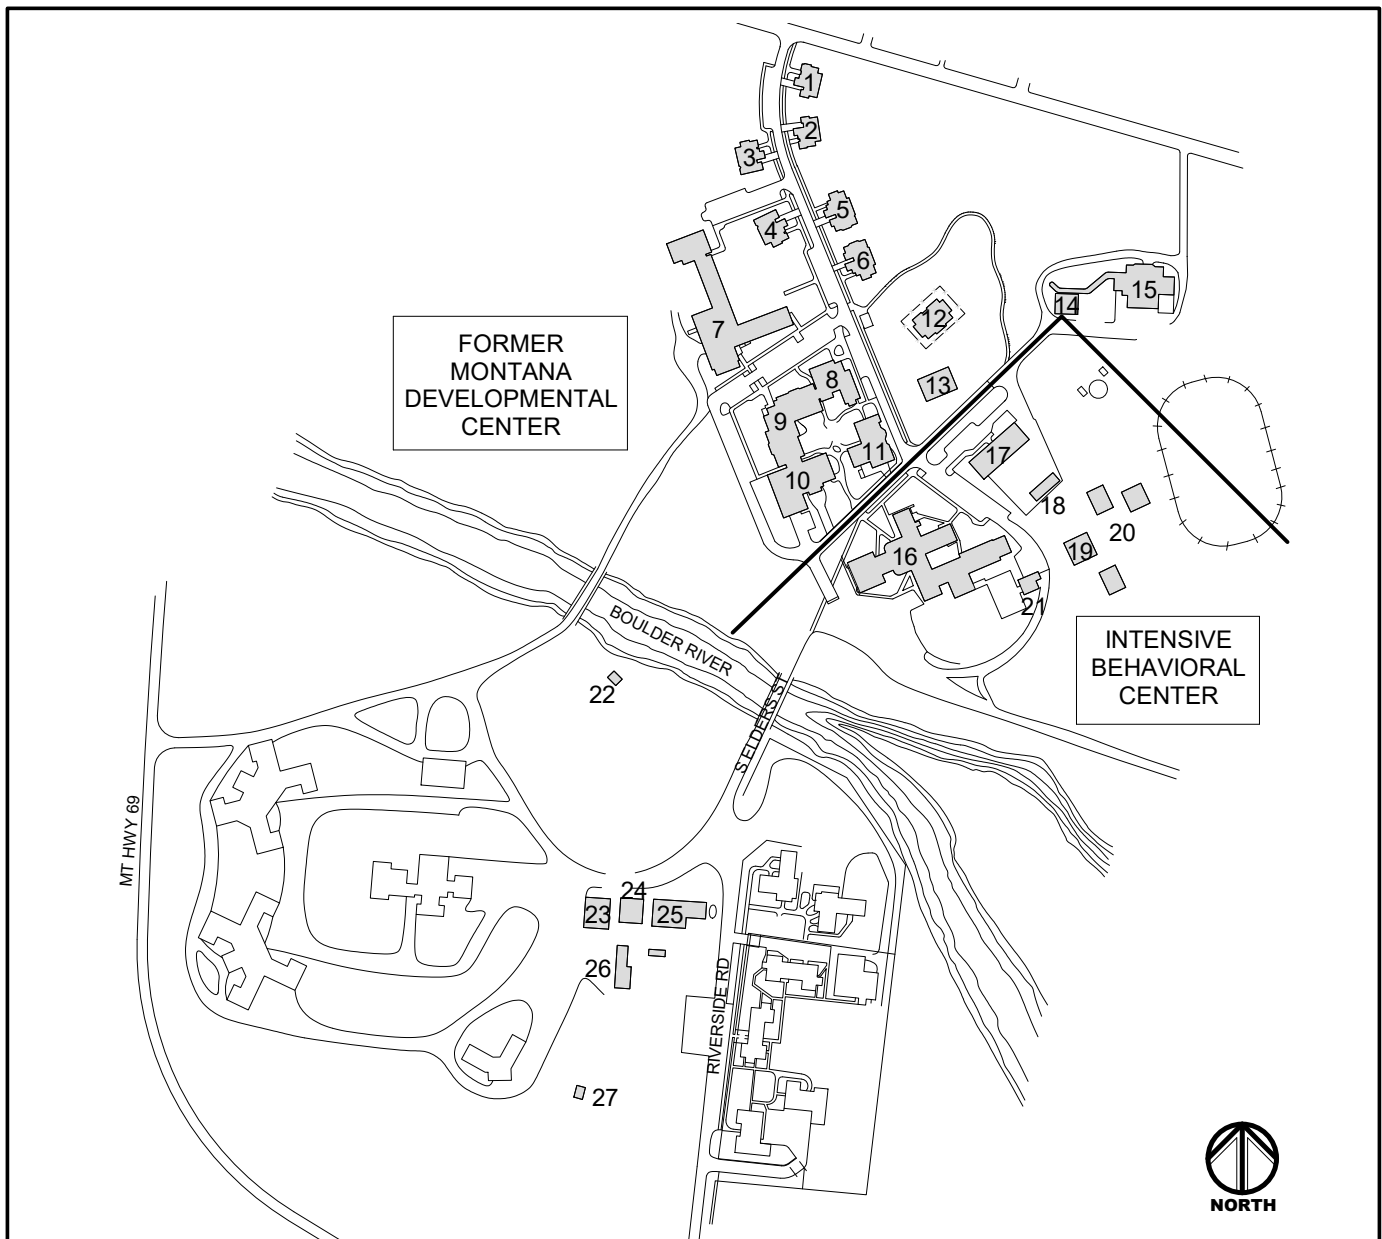 1
2
3
4
5
6
7
8
9
10
11
12
13
14
15
FORMER
MONTANA
DEVELOPMENTAL
CENTER
16
17
18
19
20
21
INTENSIVE
BEHAVIORAL
CENTER
BOULDER RIVER
22
S ELDERS ST
MT HWY 69
23
24
25
26
RIVERSIDE RD
27
NORTH